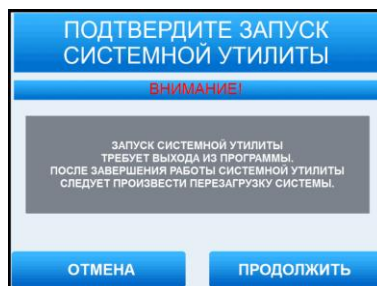 ПОДТВЕРДИТЕ ЗАПУСК
СИСТЕМНОЙ УТИЛИТЫ
ВНИМАНИЕ!
ЗАПУСК СИСТЕМНОЙ УТИЛИТЫ
ТРЕБУЕТ ВЫХОДА ИЗ ПРОГРАММЫ.
ПОСЛЕ ЗАВЕРШЕНИЯ РАБОТЫ СИСТЕМНОЙ УТИЛИТЫ
СЛЕДУЕТ ПРОИЗВЕСТИ ПЕРЕЗАГРУЗКУ СИСТЕМЫ.
ОТМЕНА
ПРОДОЛЖИТЬ